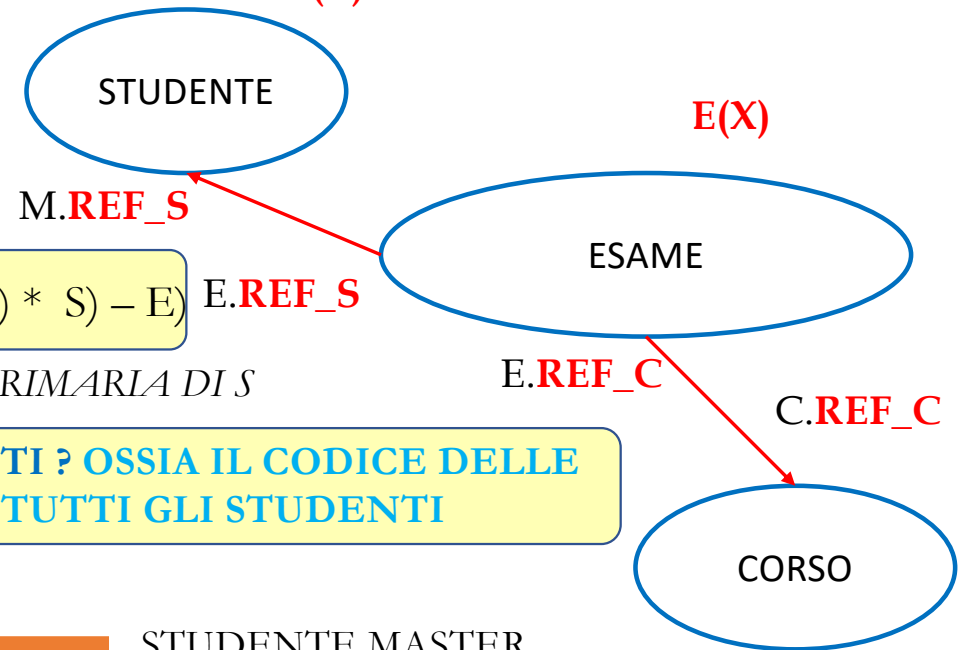 STUDENTE
E(X)
M.REF_S
ESAME
) * S) – E)
E.REF_S
RIMARIA DI S
E.REF_C
C.REF_C
TI ? OSSIA IL CODICE DELLE
TUTTI GLI STUDENTI
CORSO
STUDENTE MASTER